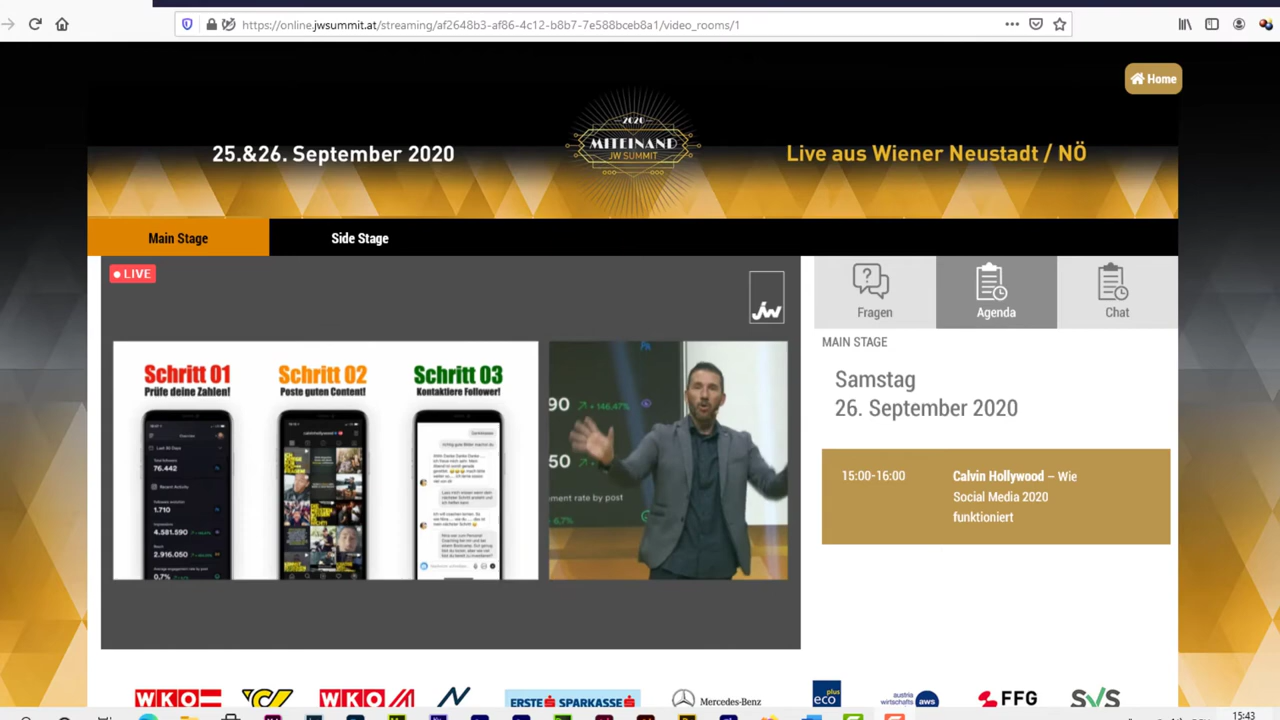 https://online.jwsummit.at/streaming/af2648b3-af86-4c12-b8b7-7e588bceb8a1/video_rooms/1
Home
25.&26. September 2020
2020
MITEINAND
JW SUMMIT
Live aus Wiener Neustadt / NÖ
Main Stage
Side Stage
LIVE
jw
Fragen
Agenda
Chat
MAIN STAGE
Samstag
26. September 2020
15:00-16:00
Calvin Hollywood – Wie
Social Media 2020
funktioniert
Schritt 01
Prüfe deine Zahlen!
Schritt 02
Poste guten Content!
Schritt 03
Kontaktiere Follower!
76.442
1.710
4.581.590
2.916.050
0.7%
90
+146.47%
50
ement rate by post
6.7%
WKO
WKO
ERSTE SPARKASSE
Mercedes-Benz
eco plus
austria wirtschafts aws
FFG
SVS
15:43